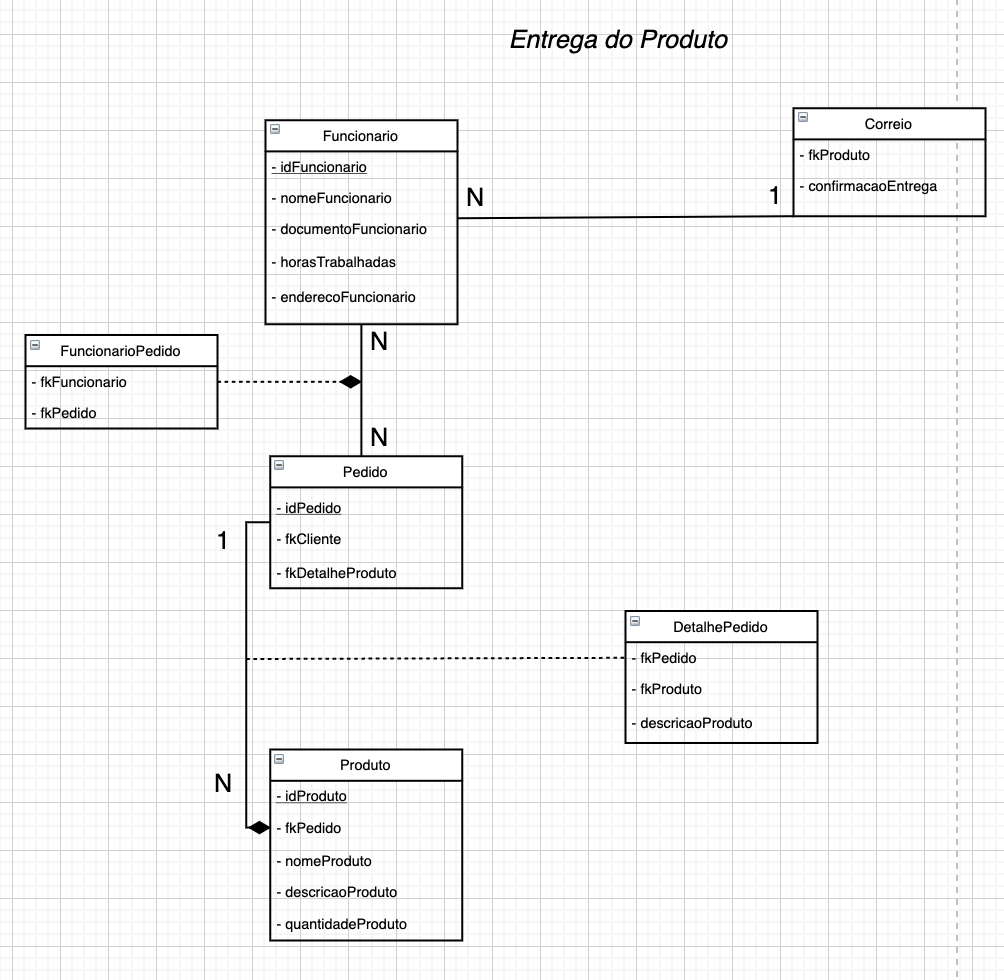 Entrega do Produto
Funcionario
- idFuncionario
- nomeFuncionario
- documentoFuncionario
- horasTrabalhadas
- enderecoFuncionario
N
1
Correio
- fkProduto
- confirmacaoEntrega
N
FuncionarioPedido
- fkFuncionario
- fkPedido
N
Pedido
- idPedido
- fkCliente
- fkDetalheProduto
1
DetalhePedido
- fkPedido
- fkProduto
- descricaoProduto
N
Produto
- idProduto
- fkPedido
- nomeProduto
- descricaoProduto
- quantidadeProduto